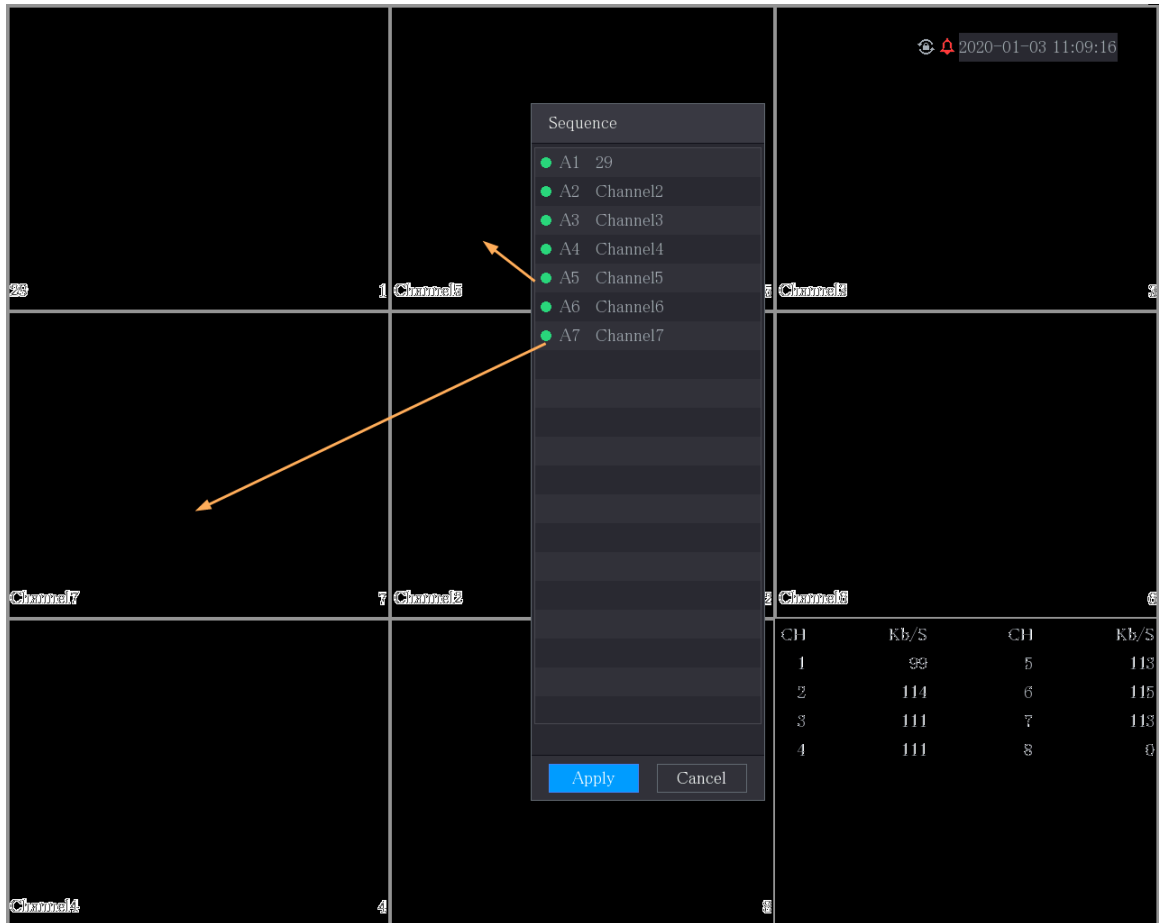 2020-01-03 11:09:16
Sequence
A1 29
A2 Channel2
A3 Channel3
A4 Channel4
A5 Channel5
A6 Channel6
A7 Channel7
Apply Cancel
29 1
Channel5
Channel3 3
Channel7 7
Channel2
Channel6 6
CH Kb/S CH Kb/S
1 99 5 113
2 114 6 115
3 111 7 113
4 111 8 0
Channel4 4
8